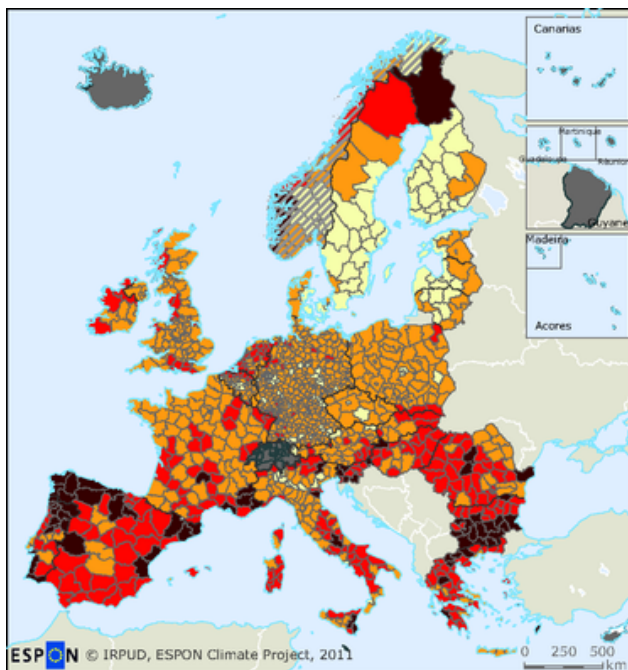 Canarias
Martinique
Guadeloupe
Réunion
Guyane
Madeira
Acores
ESPON © IRPUD, ESPON Climate Project, 2011
0 250 500
km